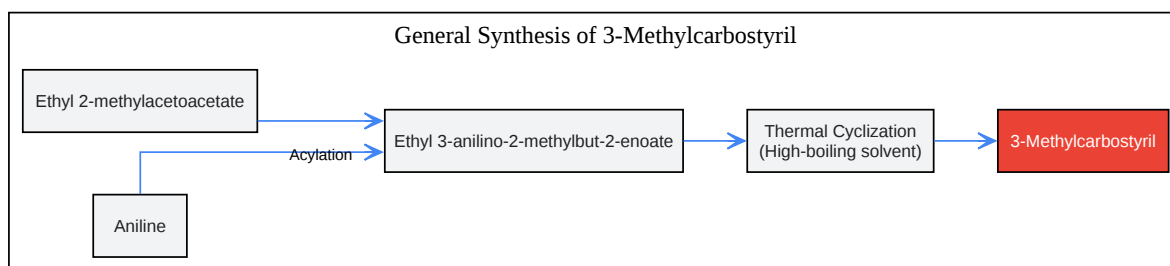 General Synthesis of 3-Methylcarbostyril
Ethyl 2-methylacetoacetate
Acylation
Aniline
Ethyl 3-anilino-2-methylbut-2-enoate
Thermal Cyclization
(High-boiling solvent)
3-Methylcarbostyril